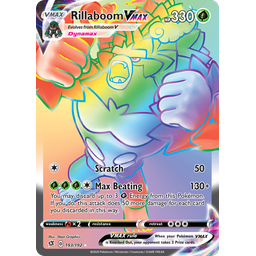 VMAX Rillaboom VMAX 330
Evolves from Rillaboom V
Dynamax
Scratch 50
Max Beating 130+
You may discard up to 3 Energy from this Pokémon.
If you do, this attack does 50 more damage for each card
you discarded in this way.
weakness ×2 resistance retreat
VMAX rule
When your Pokémon VMAX
is Knocked Out, your opponent takes 3 Prize cards.
193/192